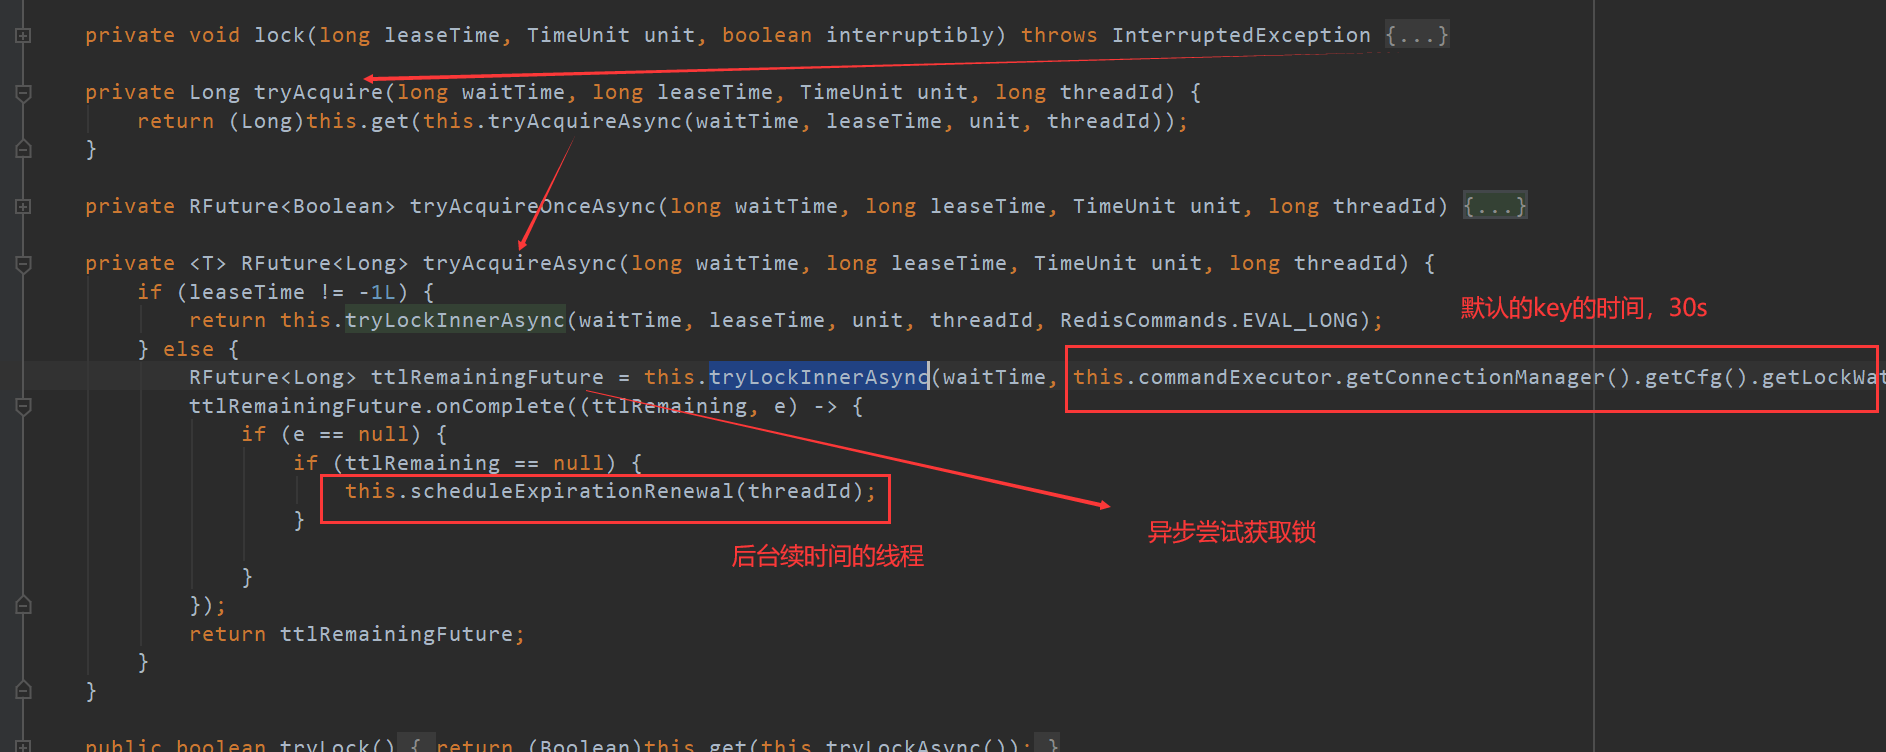 private void lock(long leaseTime, TimeUnit unit, boolean interruptibly) throws InterruptedException {...}
private Long tryAcquire(long waitTime, long leaseTime, TimeUnit unit, long threadId) {
return (Long)this.get(this.tryAcquireAsync(waitTime, leaseTime, unit, threadId));
}
private RFuture<Boolean> tryAcquireOnceAsync(long waitTime, long leaseTime, TimeUnit unit, long threadId) {...}
private <T> RFuture<Long> tryAcquireAsync(long waitTime, long leaseTime, TimeUnit unit, long threadId) {
if (leaseTime != -1L) {
默认的key的时间，30s
return this.tryLockInnerAsync(waitTime, leaseTime, unit, threadId, RedisCommands.EVAL_LONG);
} else {
RFuture<Long> ttlRemainingFuture = this.tryLockInnerAsync(waitTime, this.commandExecutor.getConnectionManager().getCfg().getLockWat
ttlRemainingFuture.onComplete((ttlRemaining, e) -> {
if (e == null) {
if (ttlRemaining == null) {
this.scheduleExpirationRenewal(threadId);
}
异步尝试获取锁
后台续时间的线程
}
});
return ttlRemainingFuture;
}
}
public boolean tryLock() { return (Boolean)this.get(this.tryLockAsync()); }